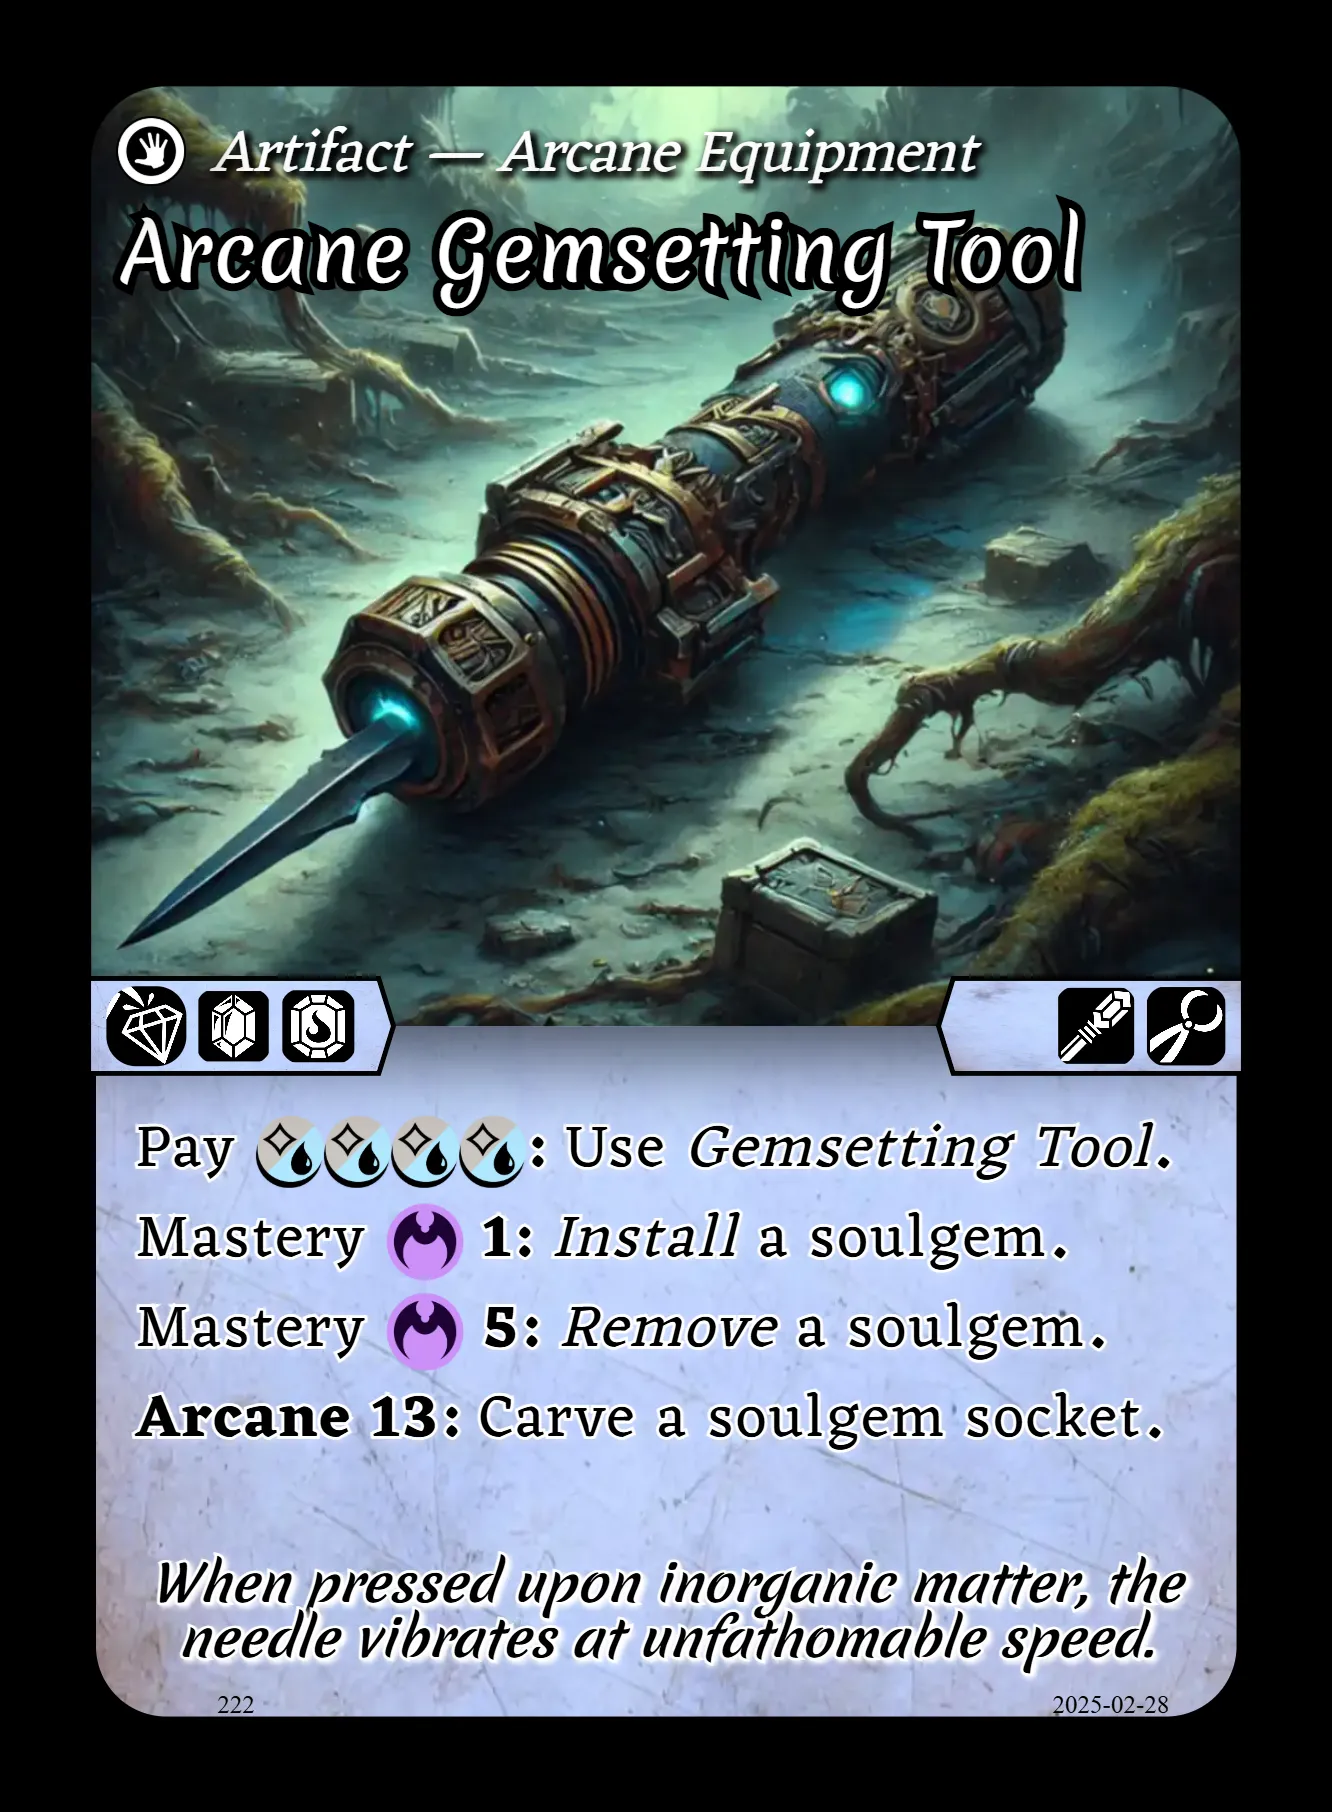 Artifact — Arcane Equipment
Arcane Gemsetting Tool
Pay : Use Gemsetting Tool.
Mastery 1: Install a soulgem.
Mastery 5: Remove a soulgem.
Arcane 13: Carve a soulgem socket.
When pressed upon inorganic matter, the
needle vibrates at unfathomable speed.
222
2025-02-28